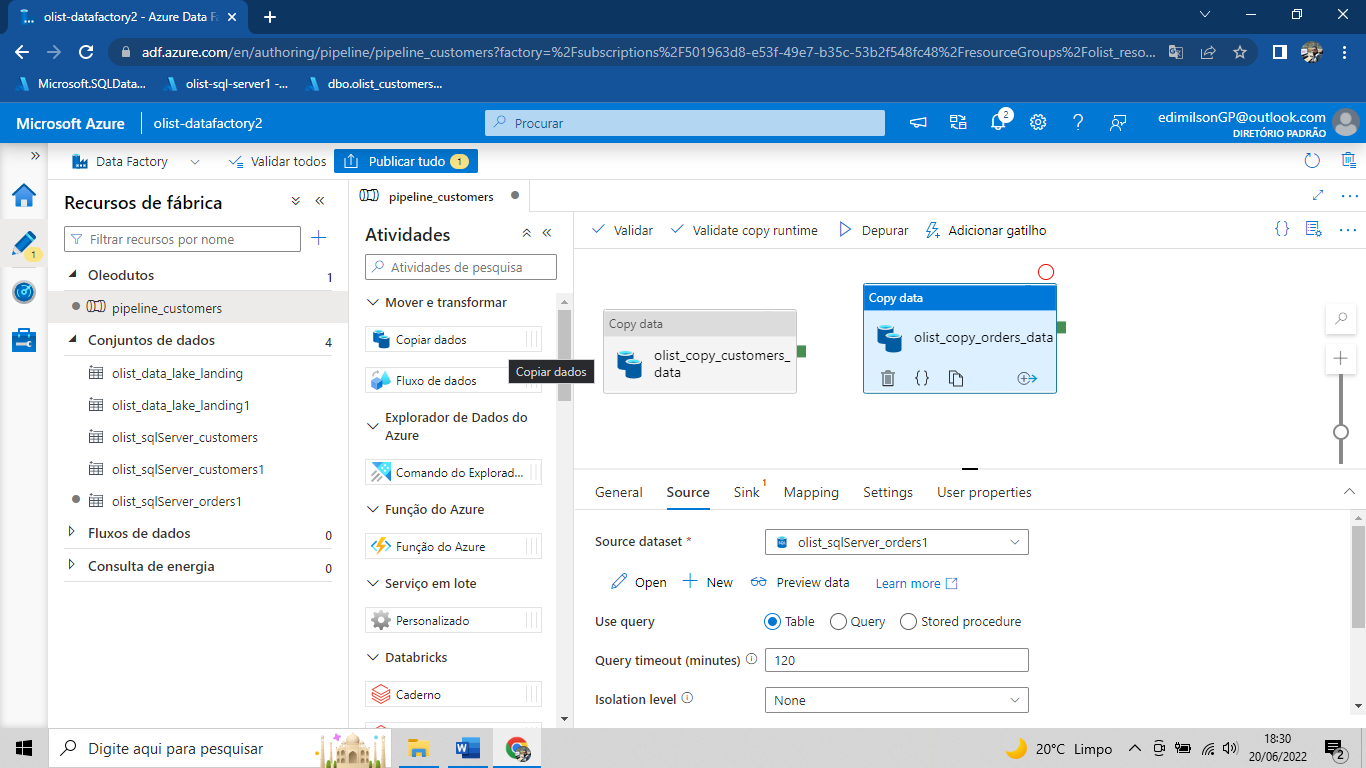 olist-datafactory2 - Azure Data Fa
adf.azure.com/en/authoring/pipeline/pipeline_customers?factory=%2Fsubscriptions%2F501963d8-e53f-49e7-b35c-53b2f548fc48%2FresourceGroups%2Folist_reso...
Microsoft.SQLData...
olist-sql-server1 -...
dbo.olist_customers...
Microsoft Azure
olist-datafactory2
Procurar
2
edimilsonGP@outlook.com
DIRETÓRIO PADRÃO
Data Factory
Validar todos
Publicar tudo 1
1
Recursos de fábrica
Filtrar recursos por nome
Oleodutos 1
pipeline_customers
Conjuntos de dados 4
olist_data_lake_landing
olist_data_lake_landing1
olist_sqlServer_customers
olist_sqlServer_customers1
olist_sqlServer_orders1
Fluxos de dados 0
Consulta de energia 0
pipeline_customers
Atividades
Atividades de pesquisa
Mover e transformar
Copiar dados
Fluxo de dados
Copiar dados
Explorador de Dados do
Azure
Comando do Explorad...
Função do Azure
Função do Azure
Serviço em lote
Personalizado
Databricks
Caderno
Validar
Validate copy runtime
Depurar
Adicionar gatilho
Copy data
olist_copy_customers_
data
Copy data
olist_copy_orders_data
General
Source
Sink 1
Mapping
Settings
User properties
Source dataset *
olist_sqlServer_orders1
Open
New
Preview data
Learn more
Use query
Table
Query
Stored procedure
Query timeout (minutes)
120
Isolation level
None
Digite aqui para pesquisar
20°C Limpo
18:30
20/06/2022
2